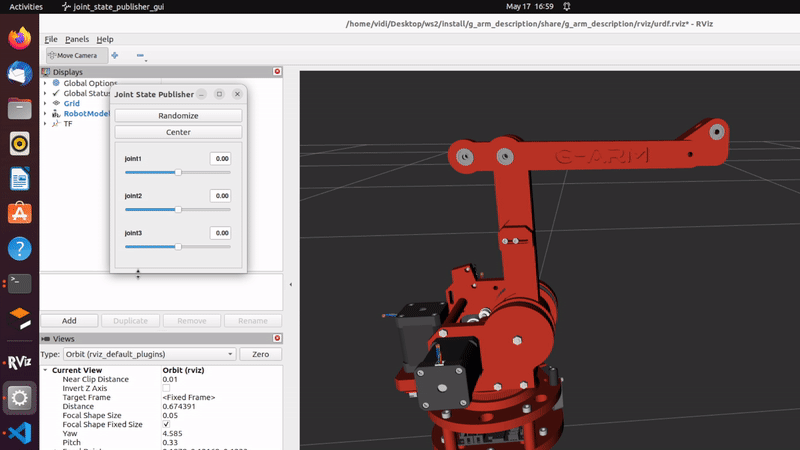 Activities
joint_state_publisher_gui
May 17 16:59
/home/vidi/Desktop/ws2/install/g_arm_description/share/g_arm_description/rviz/urdf.rviz* - RViz
File Panels Help
Move Camera
Displays
Global Options
Global Status
Grid
RobotModel
TF
Joint State Publisher
Randomize
Center
joint1 0.00
joint2 0.00
joint3 0.00
G-ARM
Add Duplicate Remove Rename
Views
Type: Orbit (rviz_default_plugins) Zero
Current View Orbit (rviz)
Near Clip Distance 0.01
Invert Z Axis
Target Frame <Fixed Frame>
Distance 0.674391
Focal Shape Size 0.05
Focal Shape Fixed Size
Yaw 4.585
Pitch 0.33
RViz